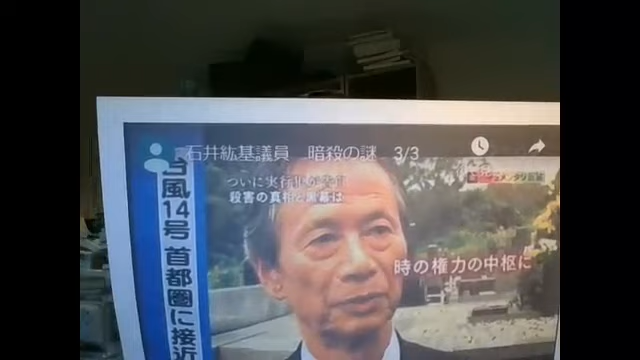 石井紘基議員 暗殺の謎 3/3
ついに実行犯が
殺害の真相と黒幕は
時の権力の中枢に
台風14号 首都圏に接近